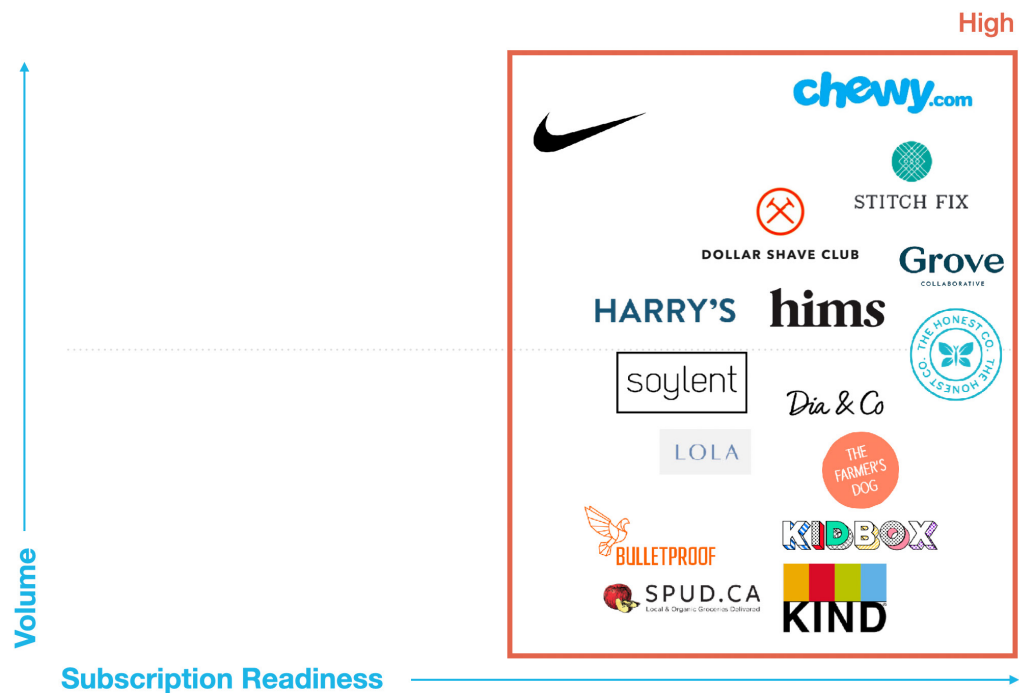 High
chewy.com
STITCH FIX
DOLLAR SHAVE CLUB
Grove
COLLABORATIVE
HARRY'S
hims
THE HONEST CO. THE HONEST CO.
soylent
Dia & Co
LOLA
THE
FARMER'S
DOG
KIDBOX
BULLETPROOF
SPUD.CA
Local & Organic Groceries Delivered
KIND
Volume
Subscription Readiness